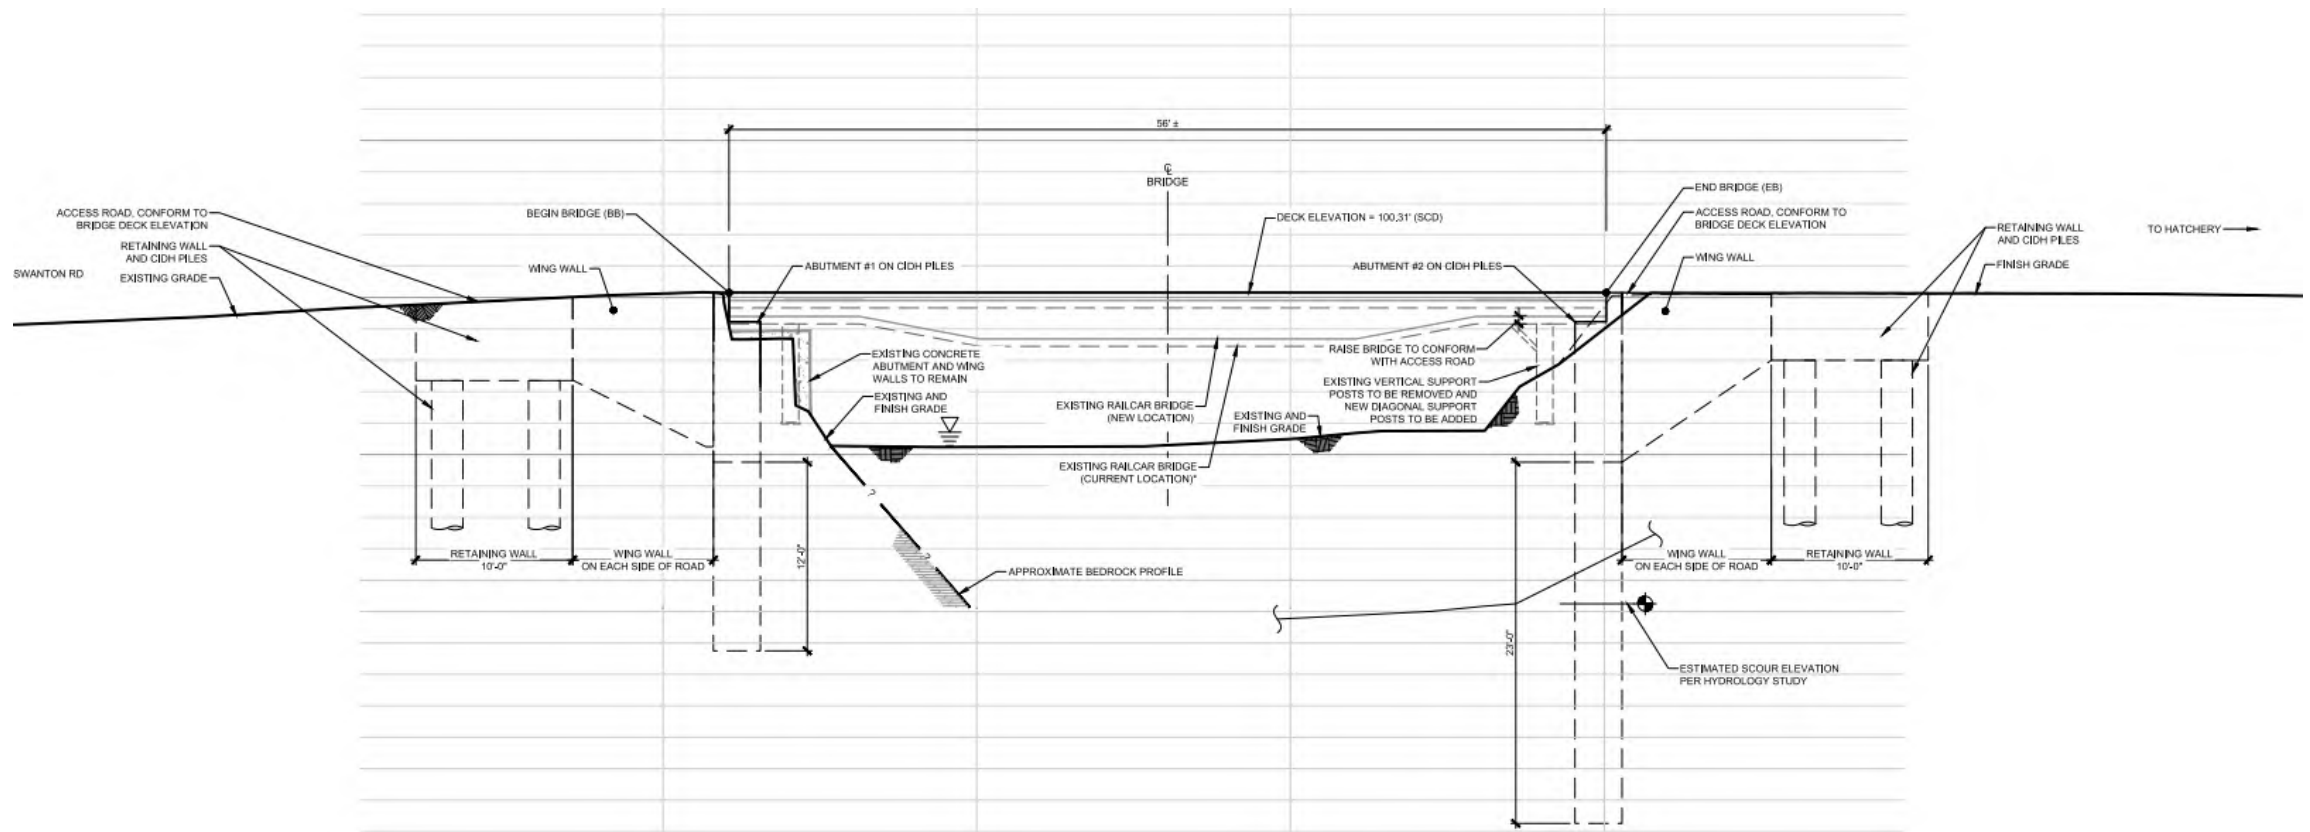 56' ±
℄
BRIDGE
ACCESS ROAD, CONFORM TO
BRIDGE DECK ELEVATION
RETAINING WALL
AND CIDH PILES
SWANTON RD
EXISTING GRADE
BEGIN BRIDGE (BB)
WING WALL
ABUTMENT #1 ON CIDH PILES
DECK ELEVATION = 100.31' (SCD)
ABUTMENT #2 ON CIDH PILES
END BRIDGE (EB)
ACCESS ROAD, CONFORM TO
BRIDGE DECK ELEVATION
WING WALL
RETAINING WALL
AND CIDH PILES
FINISH GRADE
TO HATCHERY
EXISTING CONCRETE
ABUTMENT AND WING
WALLS TO REMAIN
EXISTING AND
FINISH GRADE
RAISE BRIDGE TO CONFORM
WITH ACCESS ROAD
EXISTING VERTICAL SUPPORT
POSTS TO BE REMOVED AND
NEW DIAGONAL SUPPORT
POSTS TO BE ADDED
EXISTING RAILCAR BRIDGE
(NEW LOCATION)
EXISTING AND
FINISH GRADE
EXISTING RAILCAR BRIDGE
(CURRENT LOCATION)*
?
?
RETAINING WALL
10'-0"
WING WALL
ON EACH SIDE OF ROAD
12'-0"
APPROXIMATE BEDROCK PROFILE
23'-0"
WING WALL
ON EACH SIDE OF ROAD
RETAINING WALL
10'-0"
ESTIMATED SCOUR ELEVATION
PER HYDROLOGY STUDY